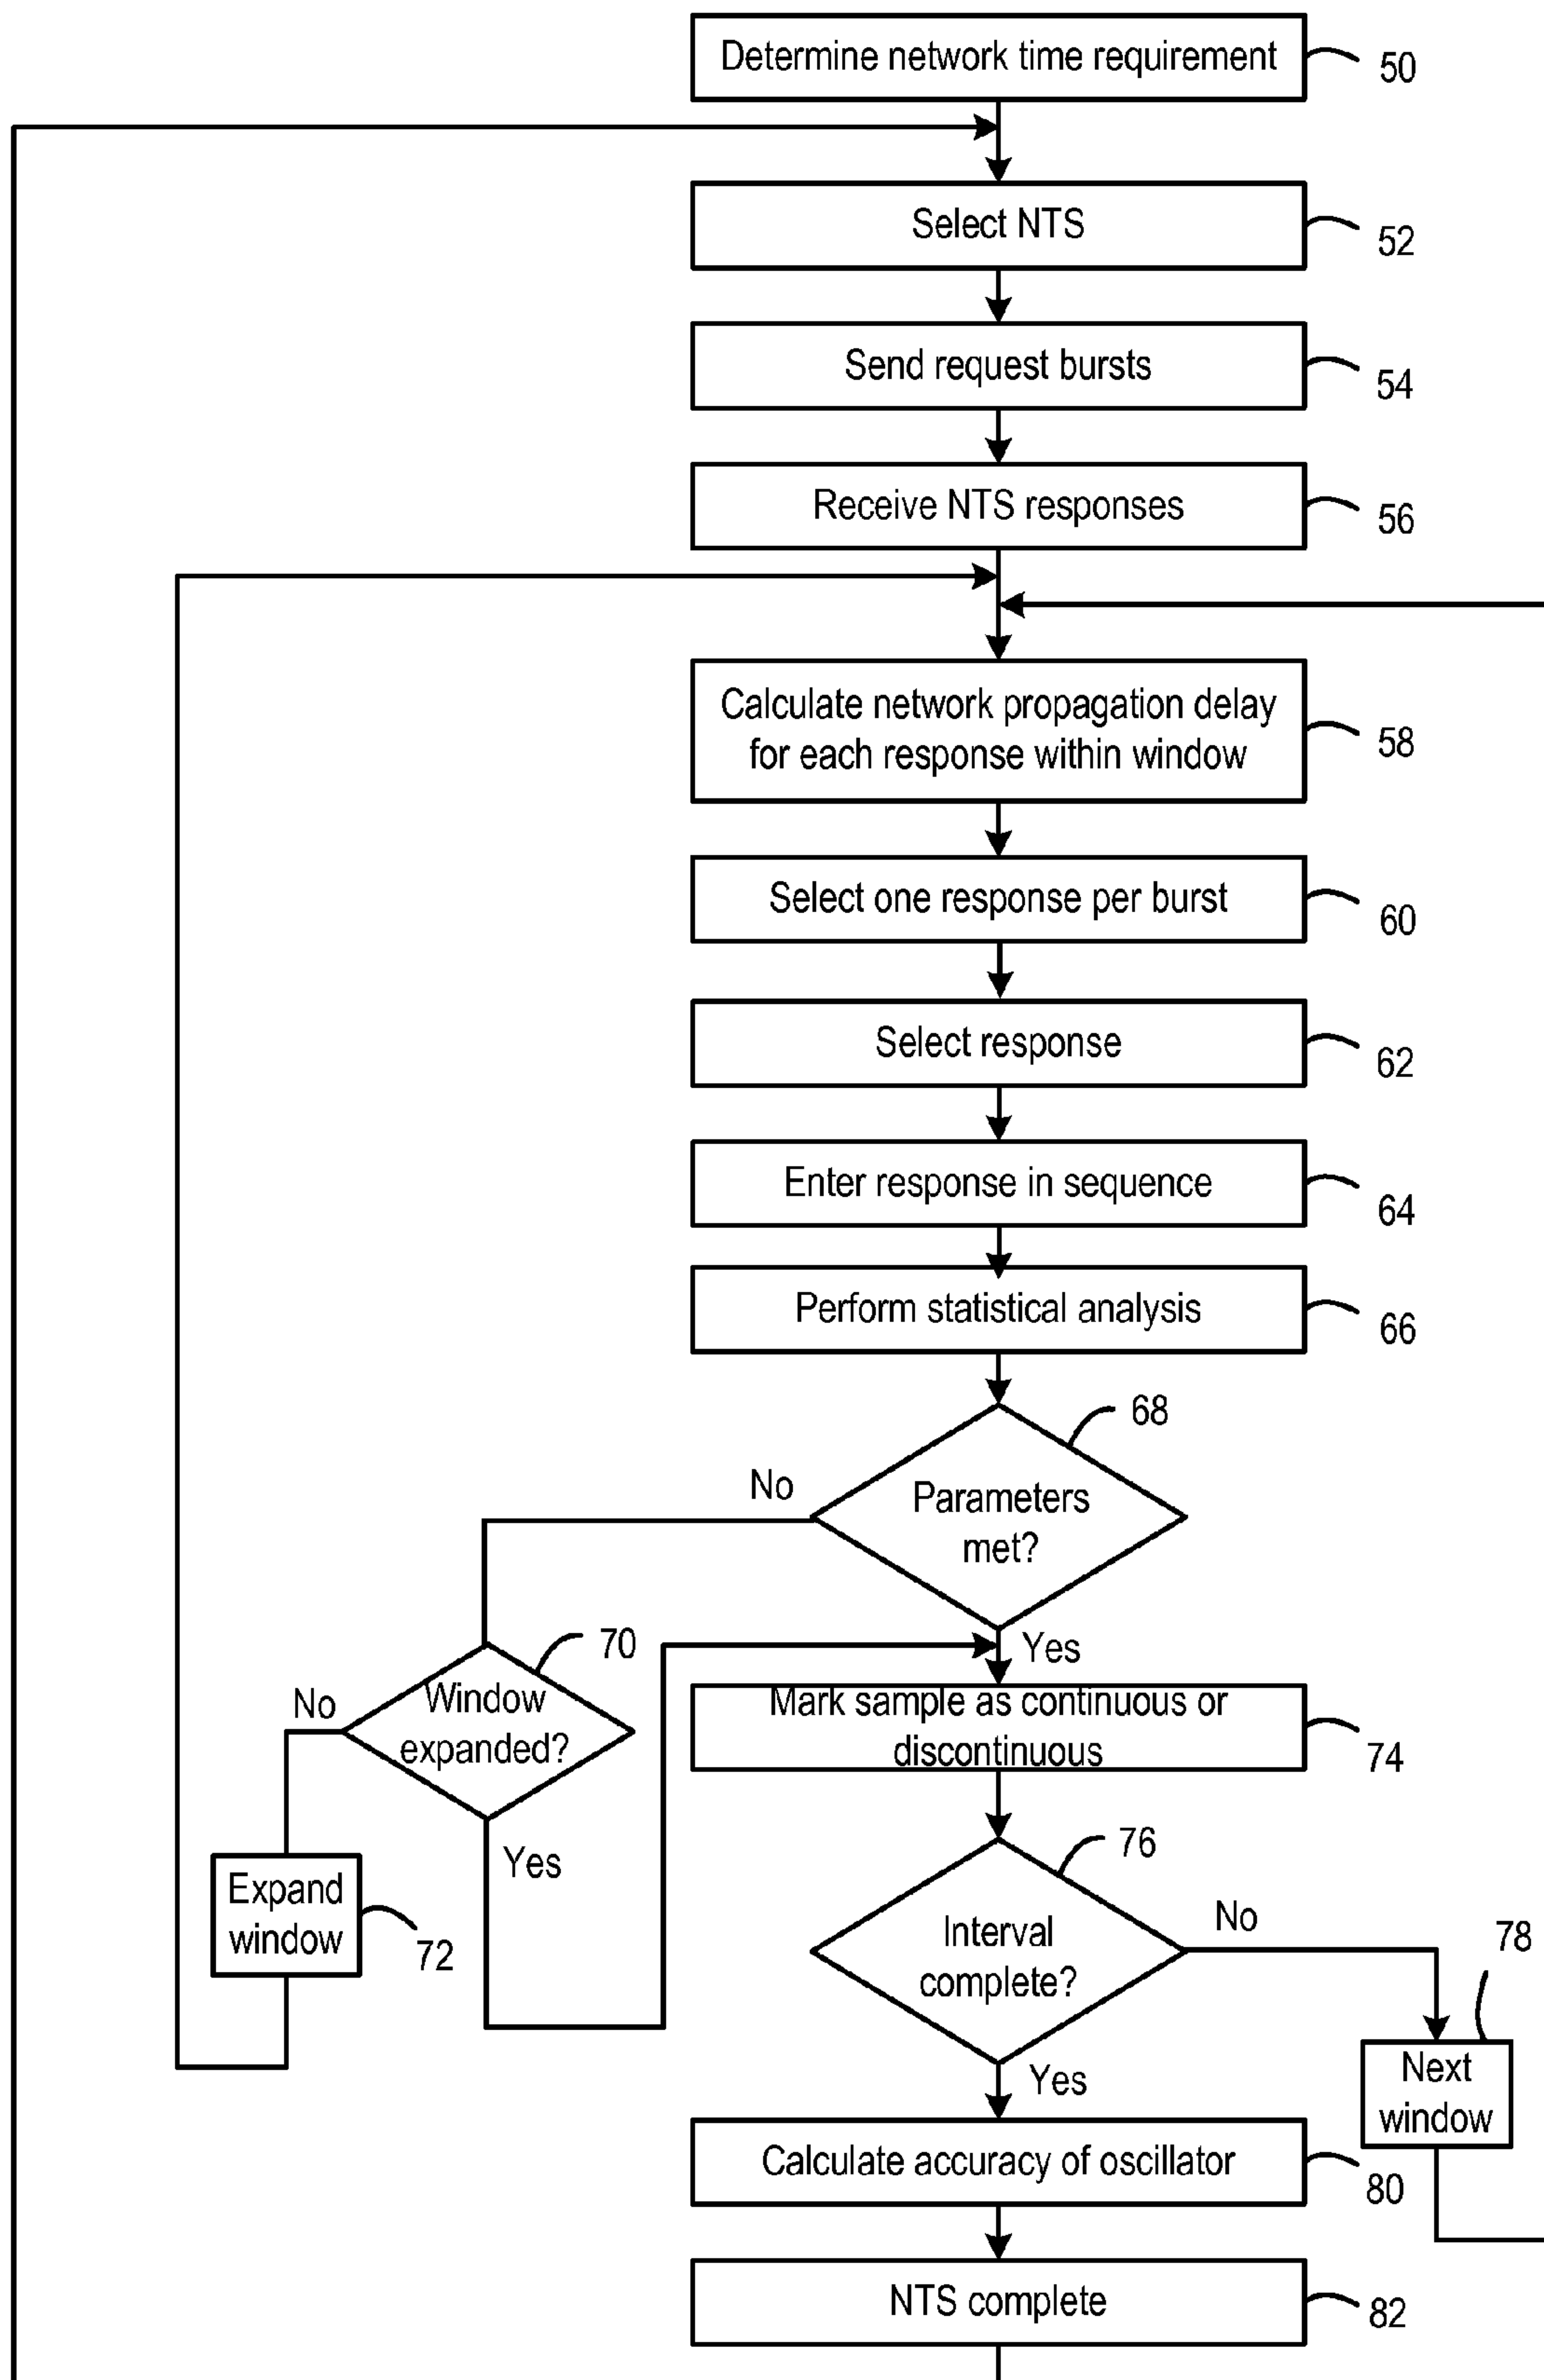 Determine network time requirement
50
Select NTS
52
Send request bursts
54
Receive NTS responses
56
Calculate network propagation delay
for each response within window
58
Select one response per burst
60
Select response
62
Enter response in sequence
64
Perform statistical analysis
66
68
No
Parameters
met?
70
Yes
No
Window
expanded?
Mark sample as continuous or
discontinuous
74
76
Yes
Expand
window
72
Interval
complete?
No
78
Yes
Next
window
Calculate accuracy of oscillator
80
NTS complete
82